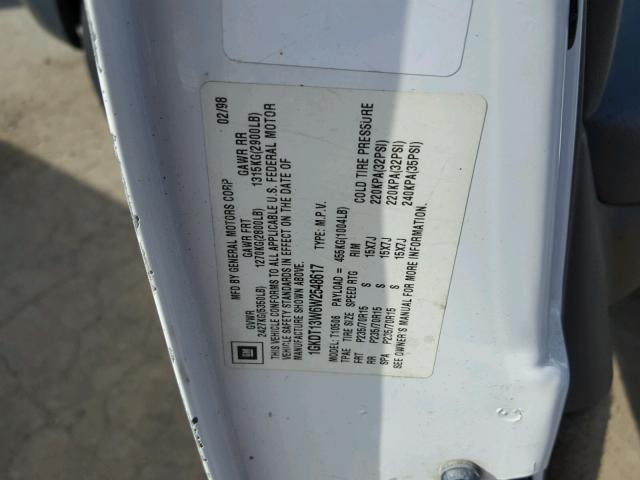 MFD BY GENERAL MOTORS CORP
02/98
GVWR GAWR FRT GAWR RR
2427KG(5350LB) 1270KG(2800LB) 1315KG(2900LB)
THIS VEHICLE CONFORMS TO ALL APPLICABLE U.S. FEDERAL MOTOR
VEHICLE SAFETY STANDARDS IN EFFECT ON THE DATE OF
MANUFACTURE SHOWN ABOVE.
1GKDT13W6W2548617 TYPE: M.P.V.
MODEL: T10506 PAYLOAD = 455KG(1004LB)
TPAE TIRE SIZE SPEED RTG RIM COLD TIRE PRESSURE
FRT P235/70R15 S 15X7J 220KPA(32PSI)
RR P235/70R15 S 15X7J 220KPA(32PSI)
SPA P235/70R15 S 15X7J 240KPA(35PSI)
SEE OWNER'S MANUAL FOR MORE INFORMATION.
GM